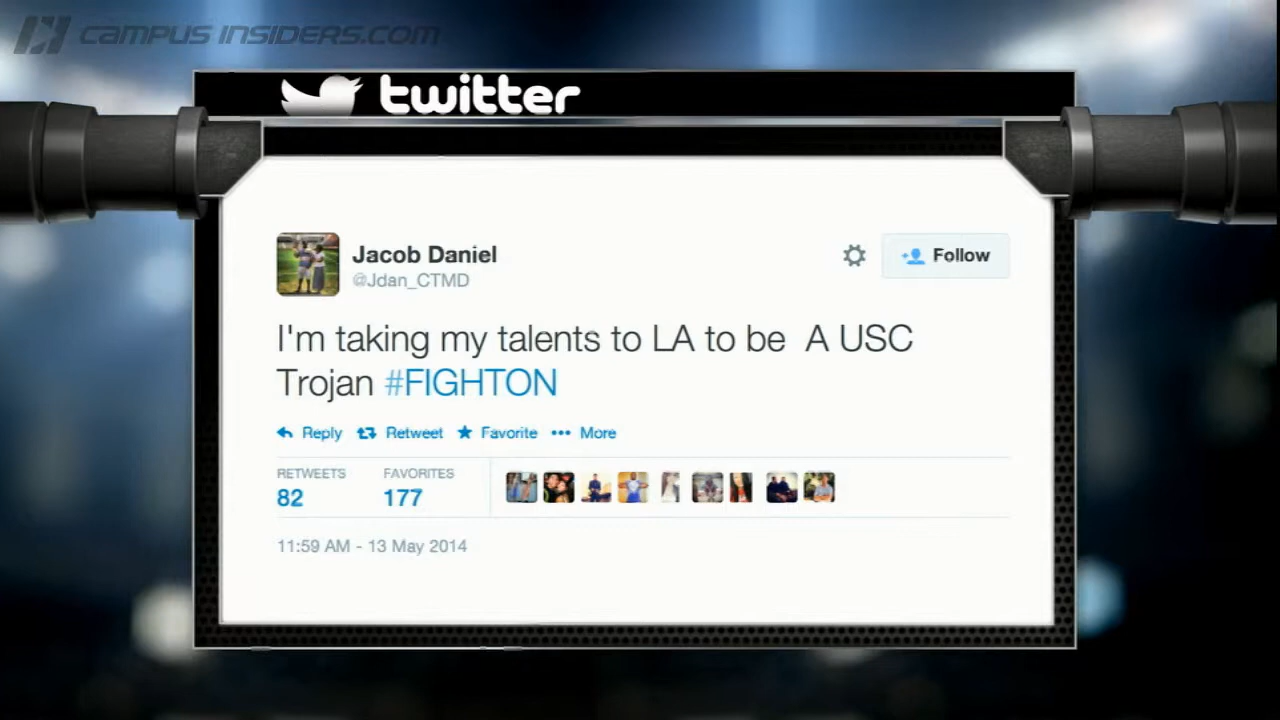 CAMPUS INSIDERS.COM
twitter
Jacob Daniel
@Jdan_CTMD
Follow
I'm taking my talents to LA to be  A USC
Trojan #FIGHTON
Reply Retweet Favorite ••• More
RETWEETS FAVORITES
82 177
11:59 AM - 13 May 2014